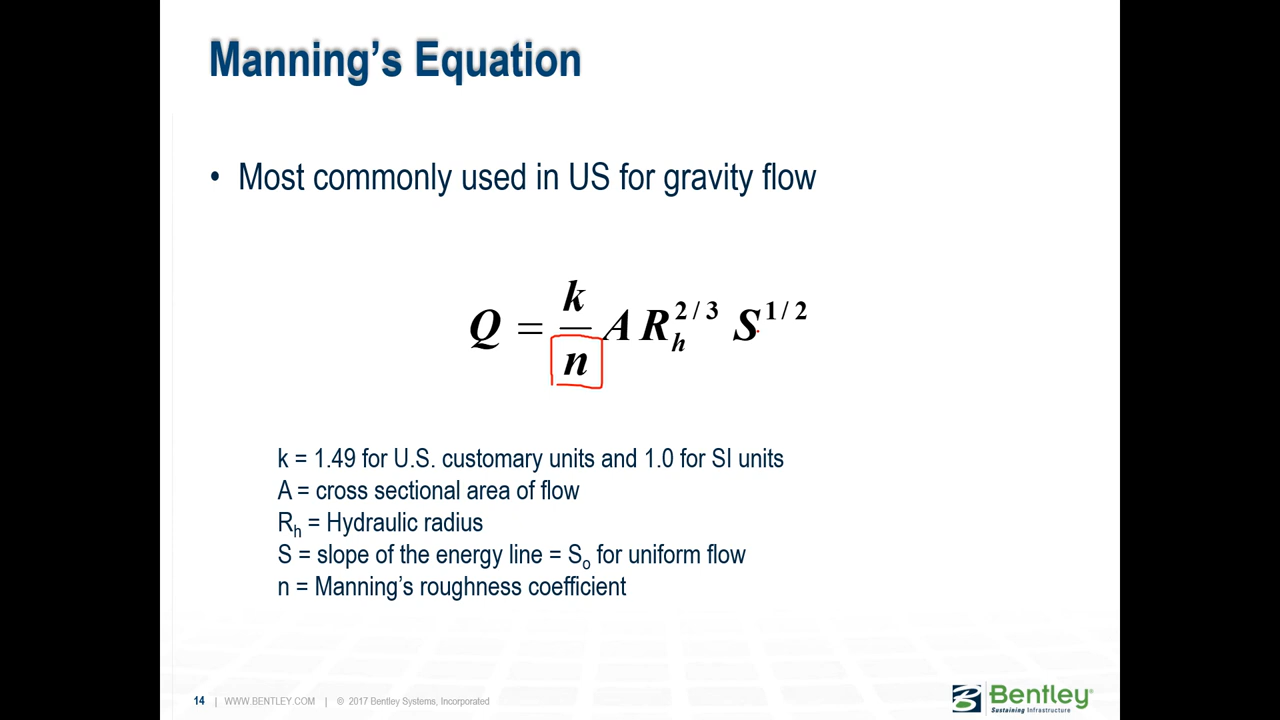 Manning's Equation
• Most commonly used in US for gravity flow
Q = k/n A R_h^2/3 S^1/2
k = 1.49 for U.S. customary units and 1.0 for SI units
A = cross sectional area of flow
R_h = Hydraulic radius
S = slope of the energy line = S_o for uniform flow
n = Manning's roughness coefficient
14 | WWW.BENTLEY.COM | © 2017 Bentley Systems, Incorporated
Bentley®
Sustaining Infrastructure